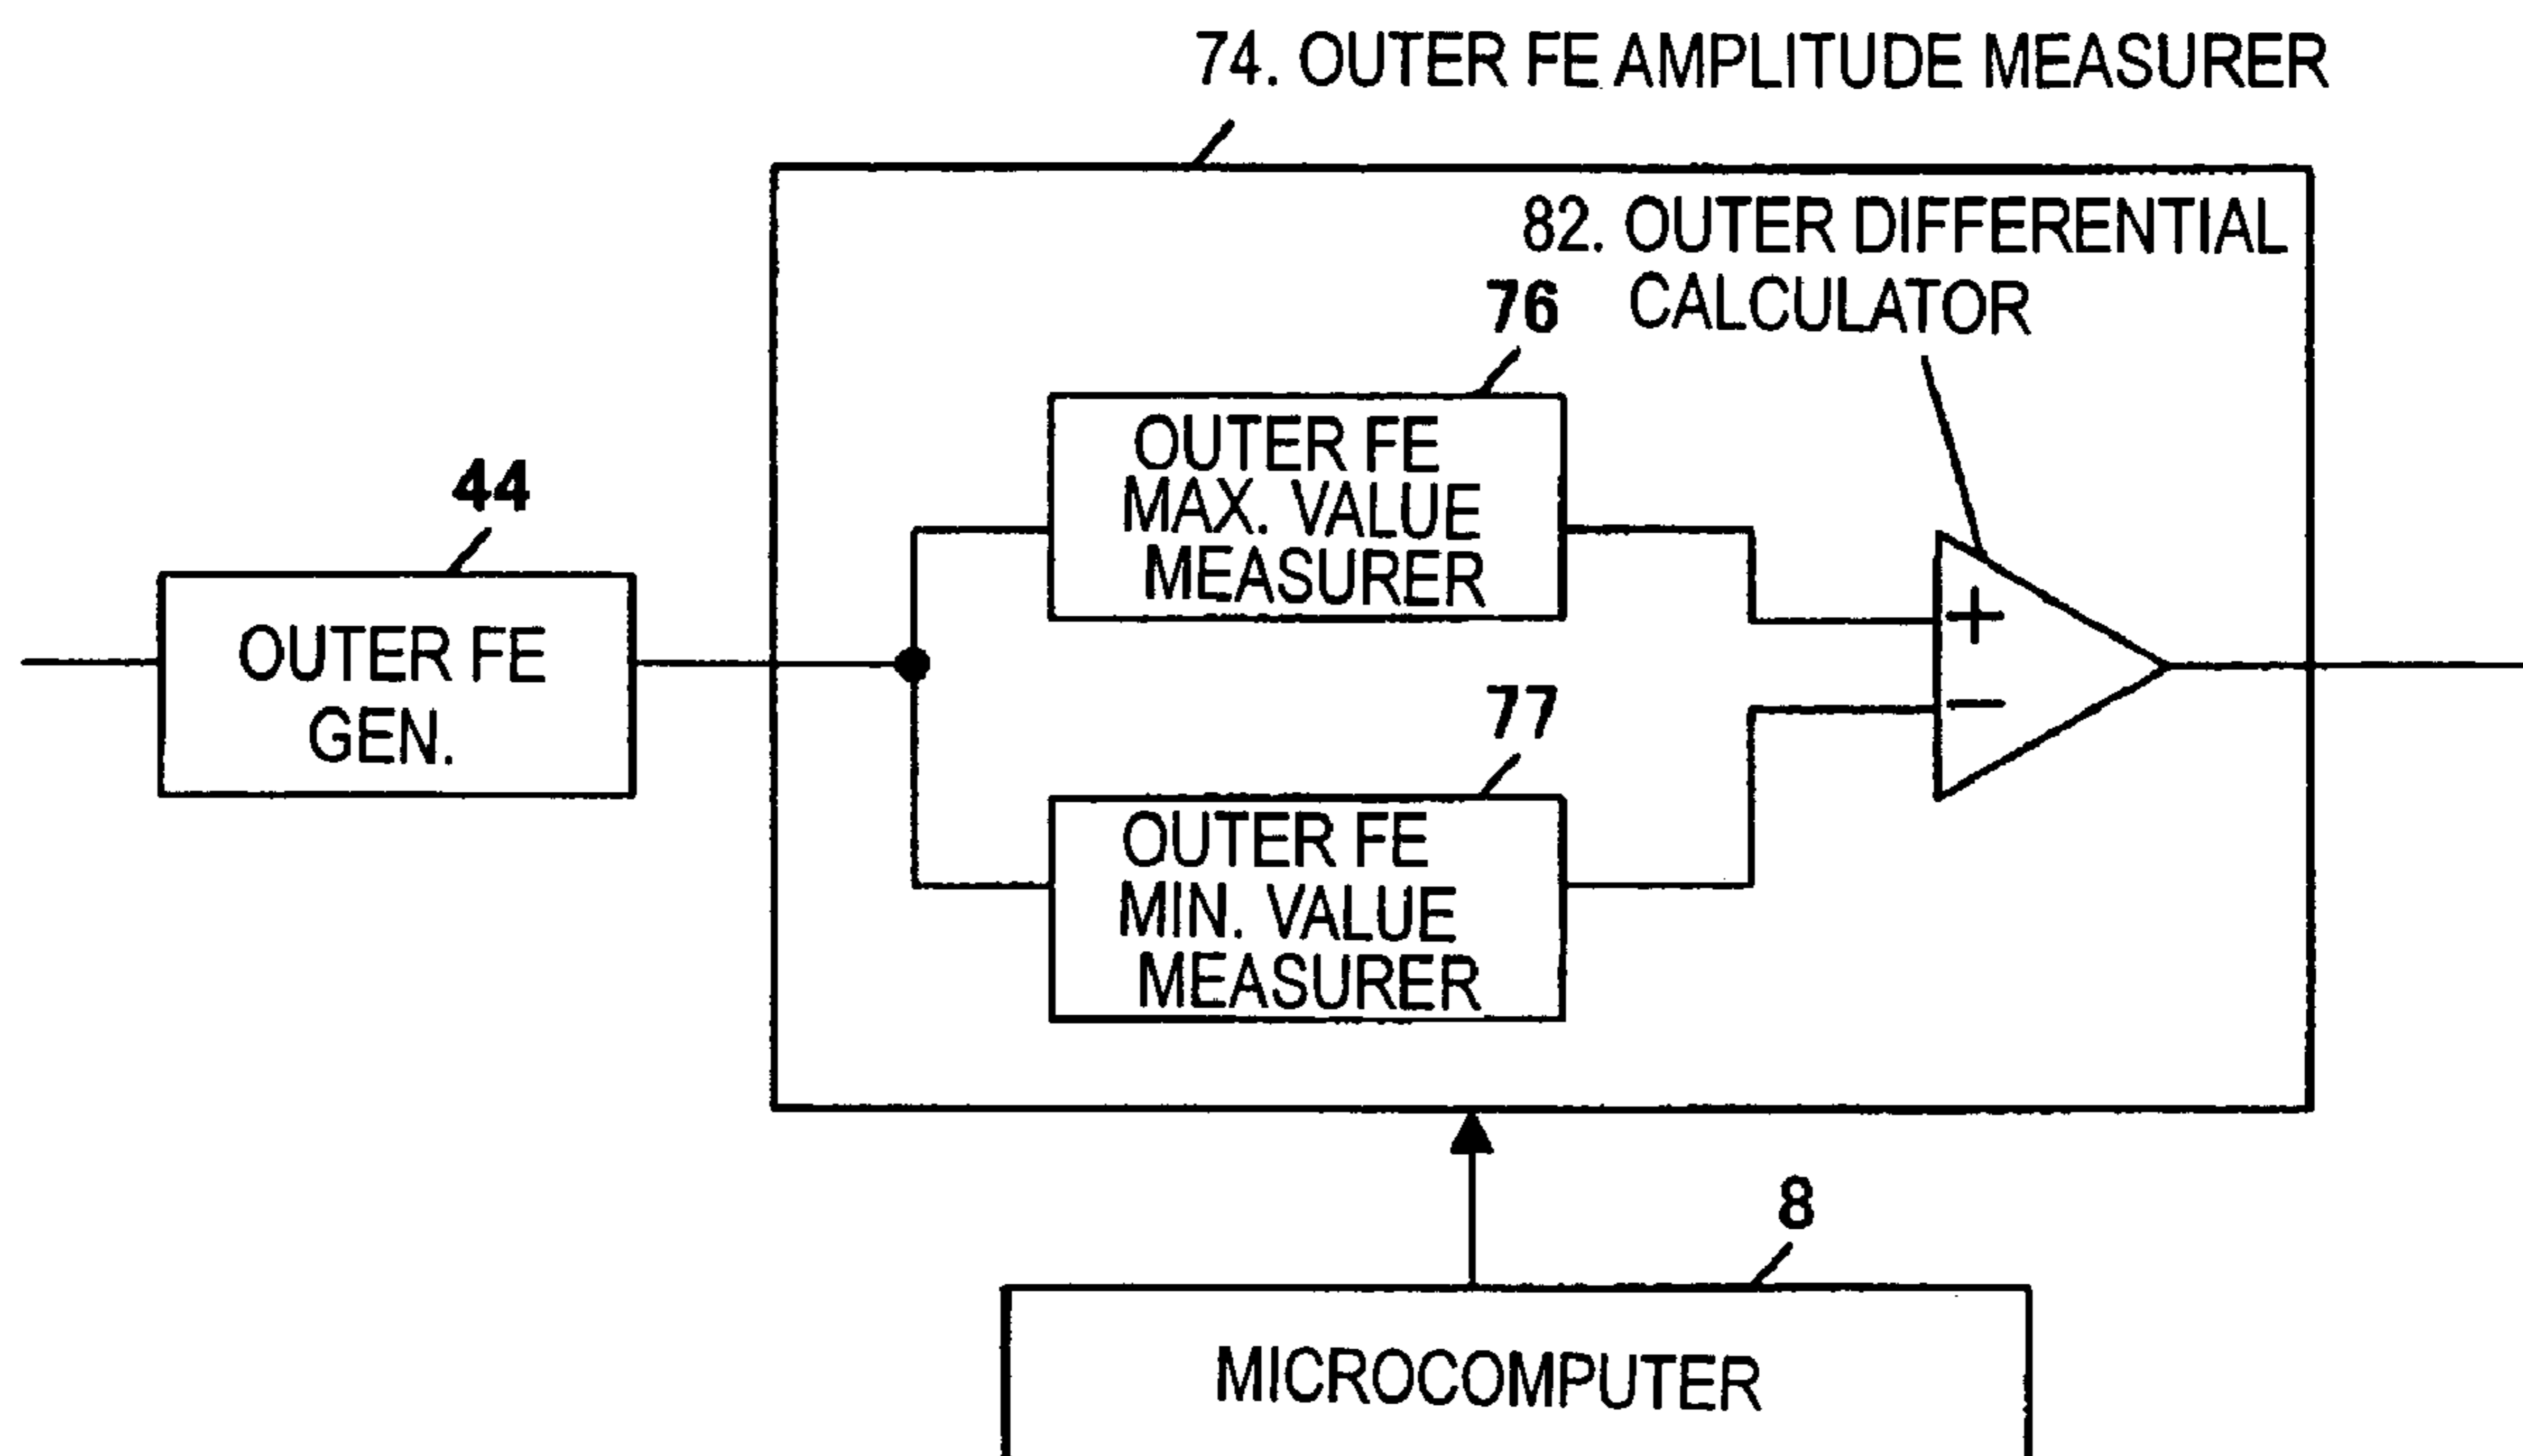 74. OUTER FE AMPLITUDE MEASURER
82. OUTER DIFFERENTIAL
CALCULATOR
76
OUTER FE
MAX. VALUE
MEASURER
44
OUTER FE
GEN.
+
−
77
OUTER FE
MIN. VALUE
MEASURER
8
MICROCOMPUTER